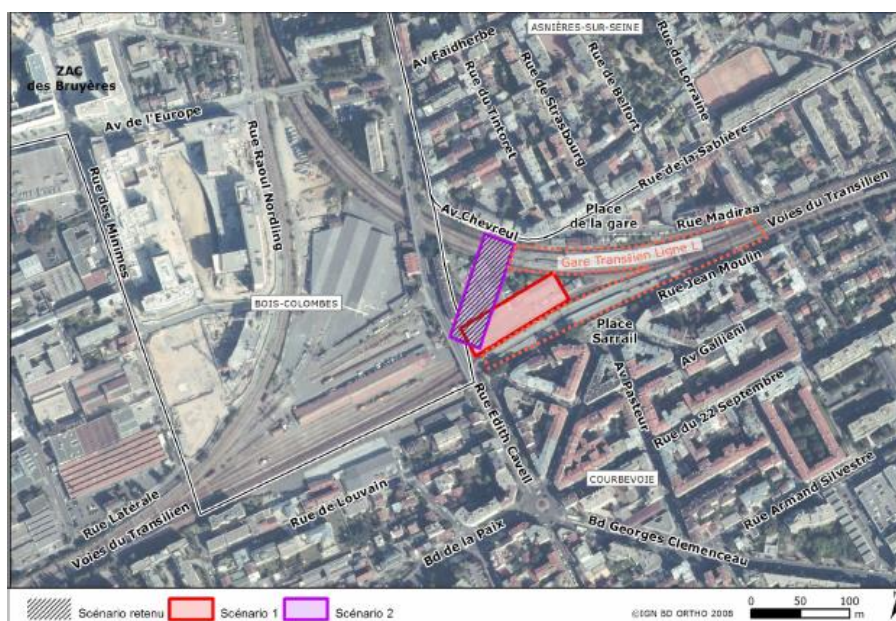 ASNIÈRES-SUR-SEINE
Av Faidherbe
Rue de Lorraine
Rue de Belfort
Rue de Strasbourg
Rue du Tintoret
ZAC
des Bruyères
Av de l'Europe
Rue Raoul Nordling
Rue des Minimes
Rue de la Sablière
Av Chevreul
Place
de la gare
Rue Madiraa
Voies du Transilien
Gare Transilien Ligne L
Rue Jean Moulin
BOIS-COLOMBES
Place
Sarrail
Av Gallieni
Av Pasteur
Rue du 22 Septembre
Rue Edith Cavell
COURBEVOIE
Rue Armand Silvestre
Rue Latérale
Voies du Transilien
Rue de Louvain
Bd de la Paix
Bd Georges Clemenceau
Scénario retenu
Scénario 1
Scénario 2
©IGN BD ORTHO 2008
0 50 100
m